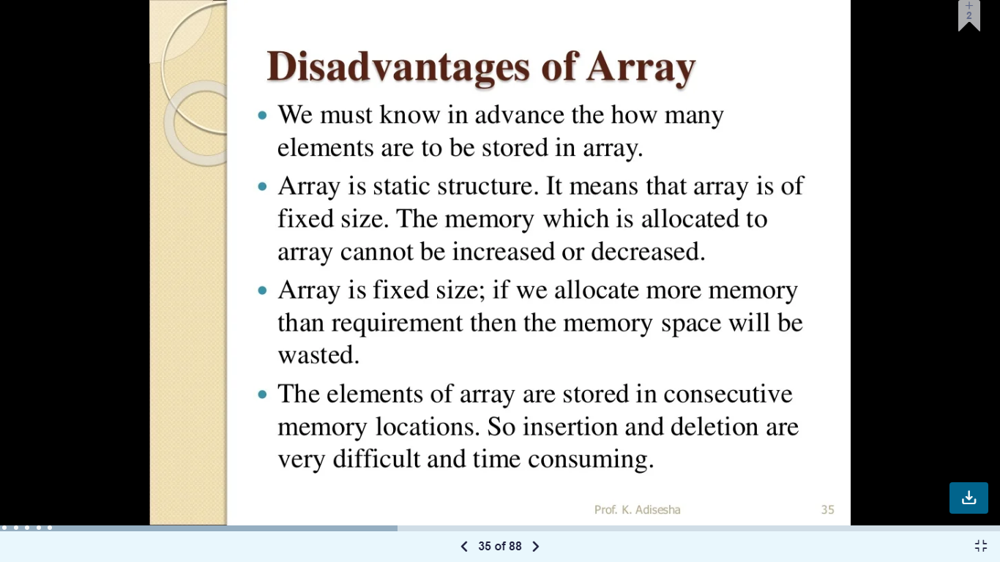 +
2
Disadvantages of Array
• We must know in advance the how many
elements are to be stored in array.
• Array is static structure. It means that array is of
fixed size. The memory which is allocated to
array cannot be increased or decreased.
• Array is fixed size; if we allocate more memory
than requirement then the memory space will be
wasted.
• The elements of array are stored in consecutive
memory locations. So insertion and deletion are
very difficult and time consuming.
Prof. K. Adisesha 35
35 of 88